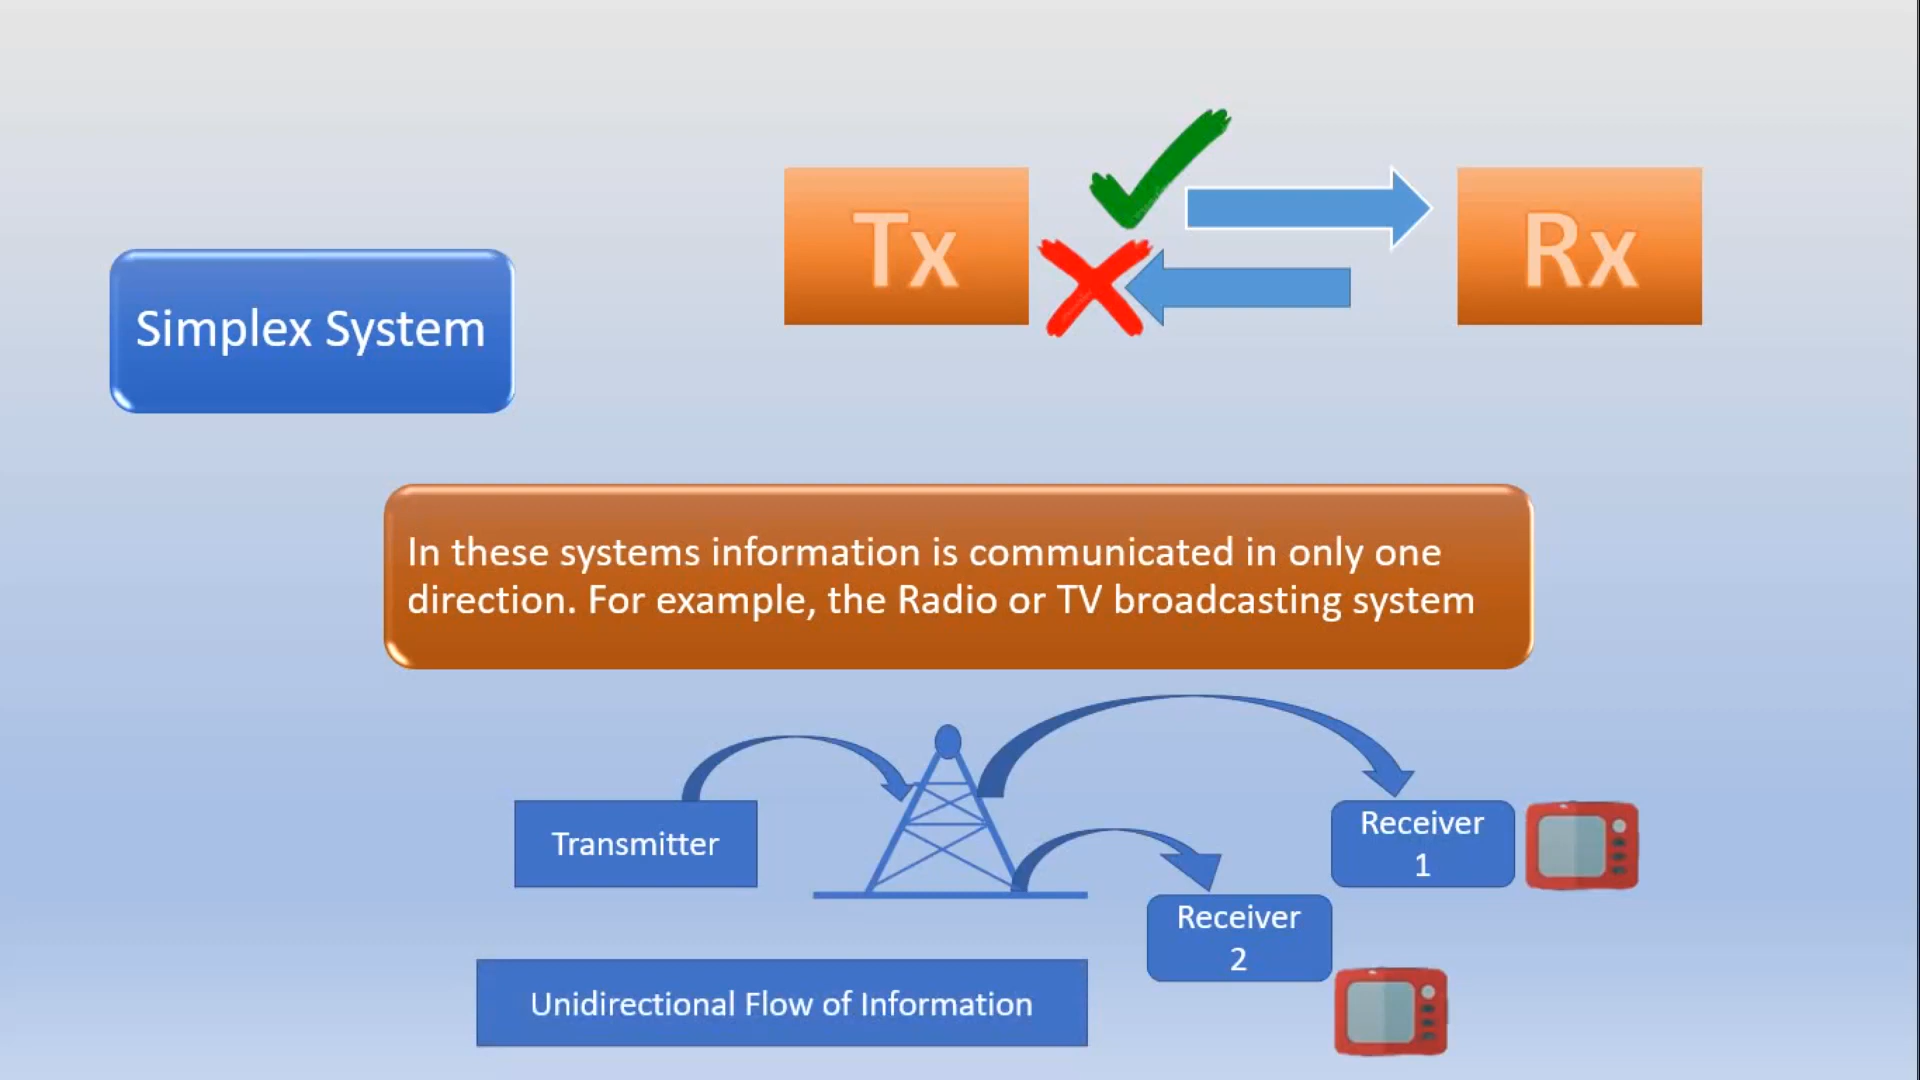 Tx
Rx
Simplex System
In these systems information is communicated in only one
direction. For example, the Radio or TV broadcasting system
Transmitter
Receiver
1
Receiver
2
Unidirectional Flow of Information